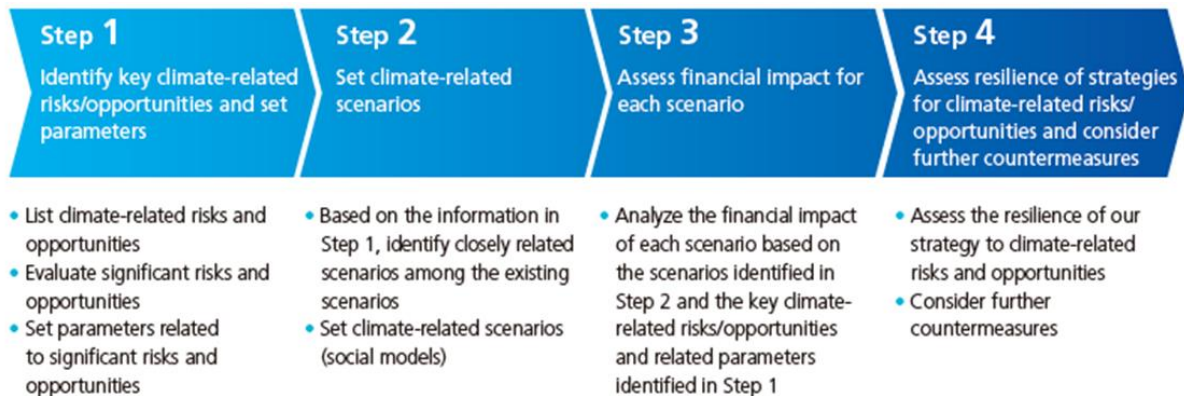 Step 1
Identify key climate-related
risks/opportunities and set
parameters
Step 2
Set climate-related
scenarios
Step 3
Assess financial impact for
each scenario
Step 4
Assess resilience of strategies
for climate-related risks/
opportunities and consider
further countermeasures
• List climate-related risks and
opportunities
• Evaluate significant risks and
opportunities
• Set parameters related
to significant risks and
opportunities
• Based on the information in
Step 1, identify closely related
scenarios among the existing
scenarios
• Set climate-related scenarios
(social models)
• Analyze the financial impact
of each scenario based on
the scenarios identified in
Step 2 and the key climate-
related risks/opportunities
and related parameters
identified in Step 1
• Assess the resilience of our
strategy to climate-related
risks and opportunities
• Consider further
countermeasures